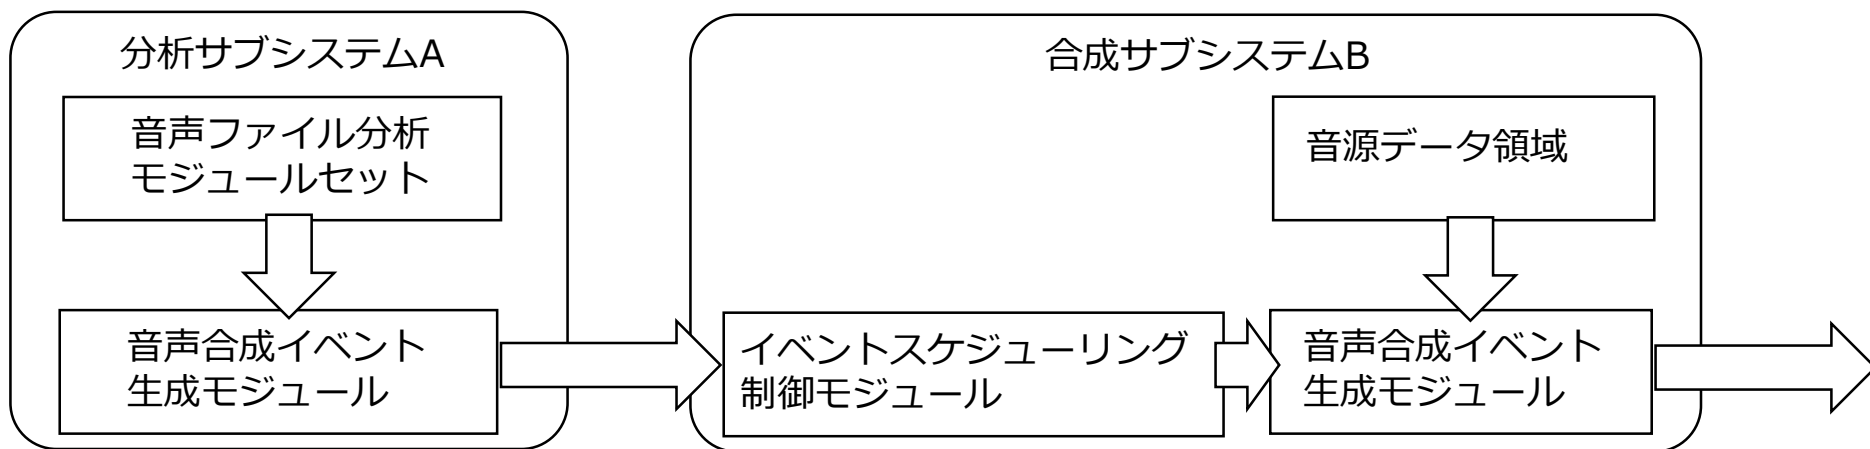 分析サブシステムA
音声ファイル分析
モジュールセット
音声合成イベント
生成モジュール
合成サブシステムB
音源データ領域
イベントスケジューリング
制御モジュール
音声合成イベント
生成モジュール